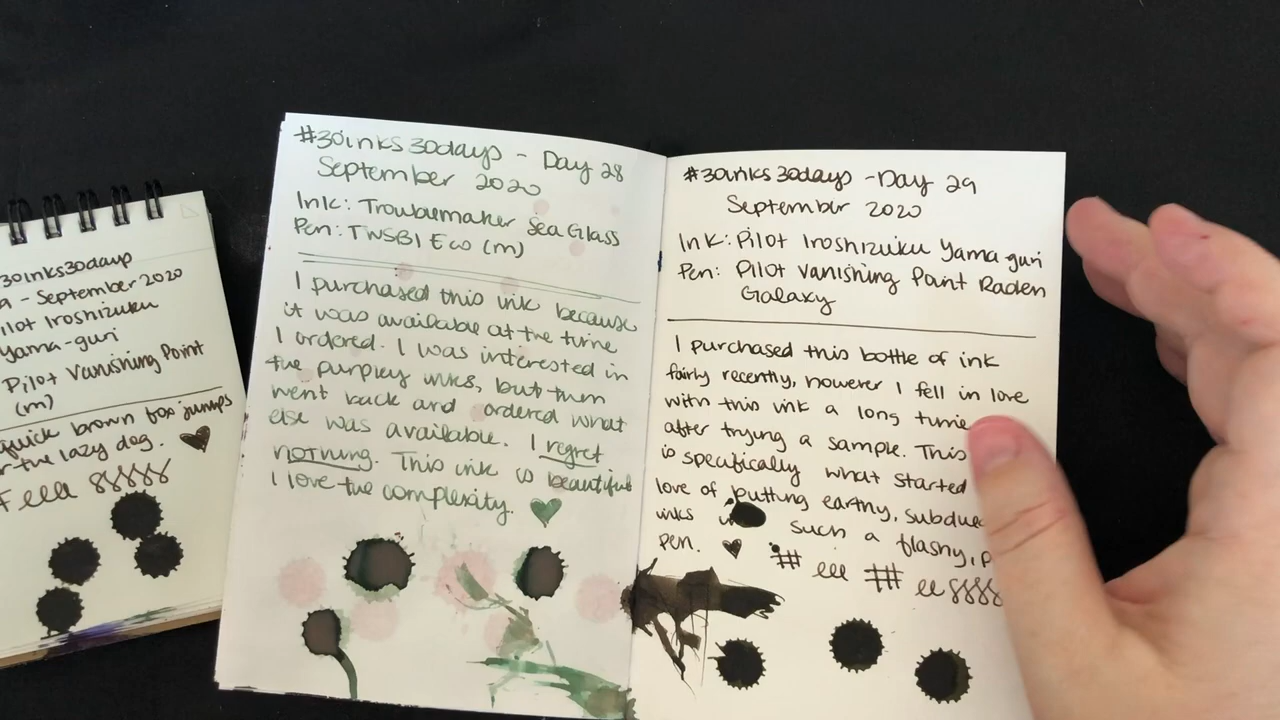 30inks30days
9 - September 2020
ilot Iroshizuku
Yama-guri
Pilot Vanishing Point
(m)
quick brown fox jumps
the lazy dog.
#30inks30days - Day 28
September 2020
Ink: Troublemaker Sea Glass
Pen: TWSBI Eco (m)
I purchased this ink because
it was available at the time
I ordered. I was interested in
the purpley inks, but then
went back and ordered what
else was available. I regret
nothing. This ink is beautiful
I love the complexity.
#30inks30days - Day 29
September 2020
Ink: Pilot Iroshizuku Yama-guri
Pen: Pilot Vanishing Point Raden
Galaxy
I purchased this bottle of ink
fairly recently, however I fell in love
with this ink a long time
after trying a sample. This
is specifically what started
love of putting earthy, subdue
inks such a flashy, p
pen. ## eee ## ee